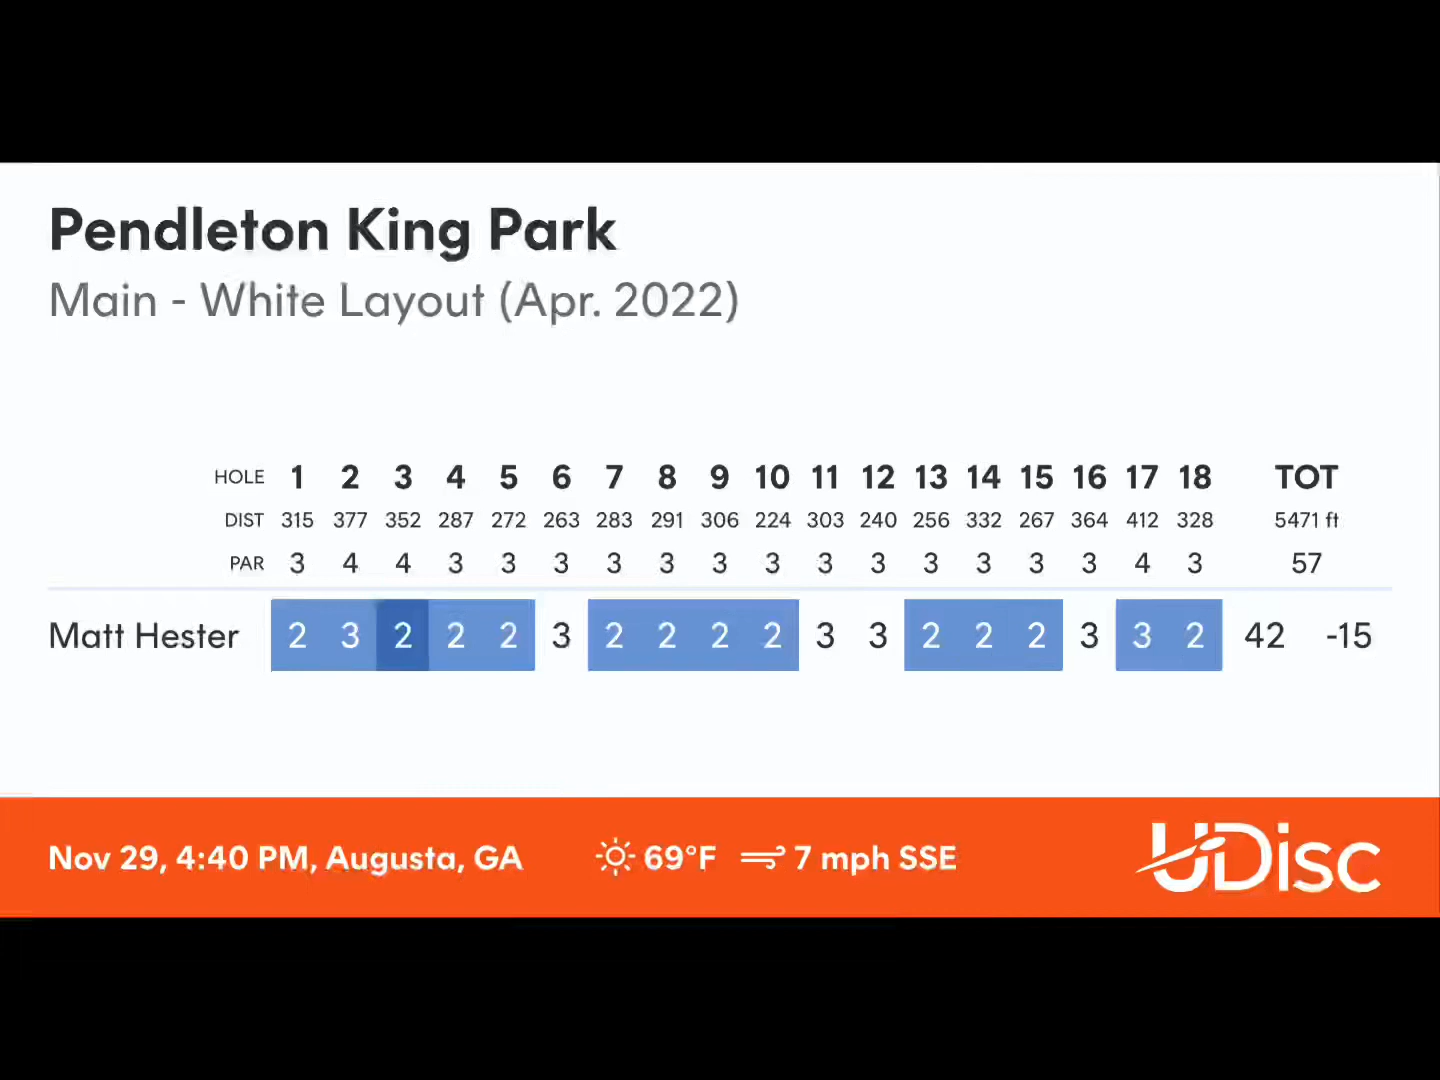 Pendleton King Park
Main - White Layout (Apr. 2022)
HOLE 1 2 3 4 5 6 7 8 9 10 11 12 13 14 15 16 17 18 TOT
DIST 315 377 352 287 272 263 283 291 306 224 303 240 256 332 267 364 412 328 5471 ft
PAR 3 4 4 3 3 3 3 3 3 3 3 3 3 3 3 3 4 3 57
Matt Hester 2 3 2 2 2 3 2 2 2 2 3 3 2 2 2 3 3 2 42 -15
Nov 29, 4:40 PM, Augusta, GA 69°F 7 mph SSE UDisc